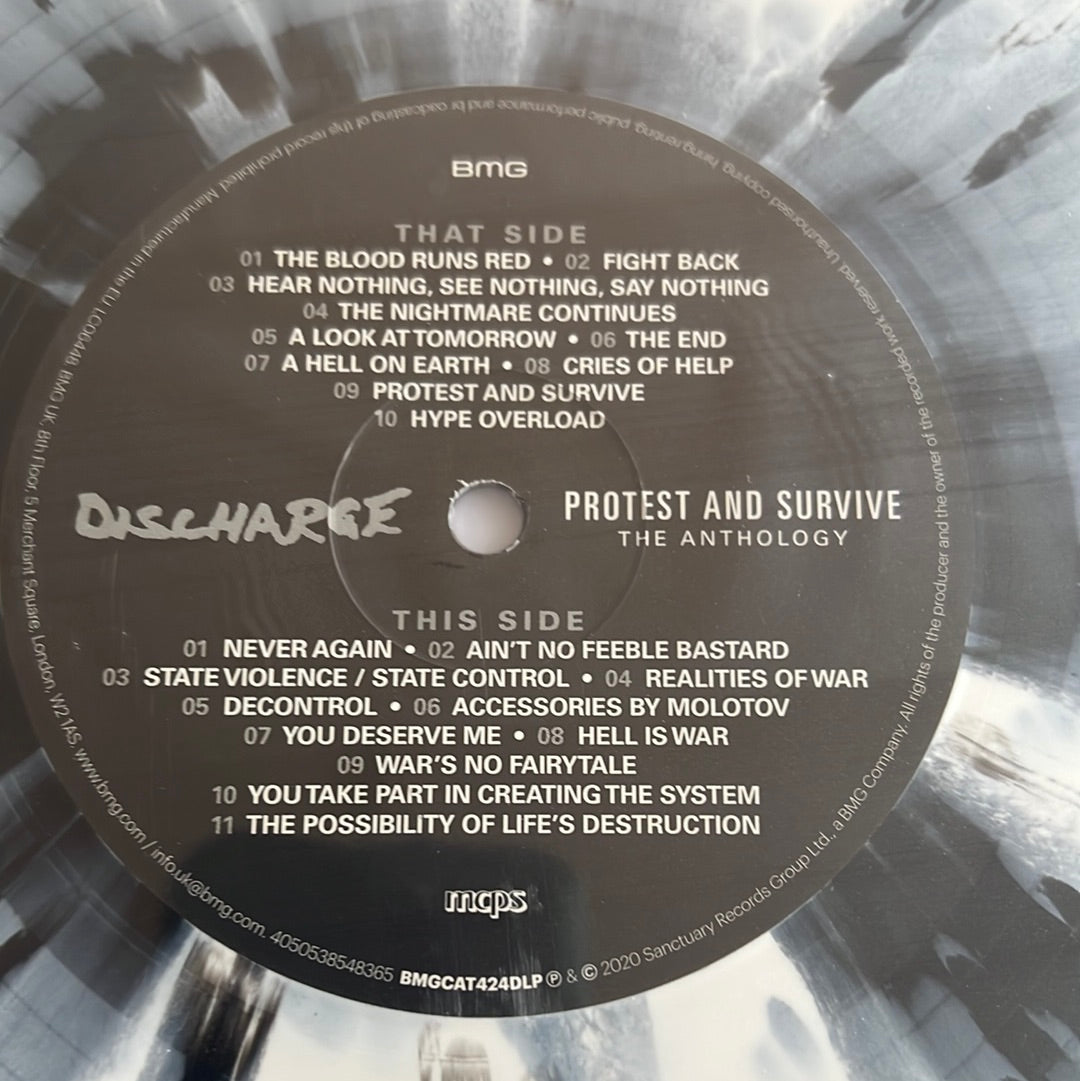 BMG
THAT SIDE
01 THE BLOOD RUNS RED • 02 FIGHT BACK
03 HEAR NOTHING, SEE NOTHING, SAY NOTHING
04 THE NIGHTMARE CONTINUES
05 A LOOK AT TOMORROW • 06 THE END
07 A HELL ON EARTH • 08 CRIES OF HELP
09 PROTEST AND SURVIVE
10 HYPE OVERLOAD
DISCHARGE
PROTEST AND SURVIVE
THE ANTHOLOGY
THIS SIDE
01 NEVER AGAIN • 02 AIN'T NO FEEBLE BASTARD
03 STATE VIOLENCE / STATE CONTROL • 04 REALITIES OF WAR
05 DECONTROL • 06 ACCESSORIES BY MOLOTOV
07 YOU DESERVE ME • 08 HELL IS WAR
09 WAR'S NO FAIRYTALE
10 YOU TAKE PART IN CREATING THE SYSTEM
11 THE POSSIBILITY OF LIFE'S DESTRUCTION
mcps
Manufactured in the EU. LC06448 BMG UK, 8th Floor, 5 Merchant Square, London, W2 1AS. www.bmg.com / info.uk@bmg.com. 4050538548365 BMGCAT424DLP ℗ & © 2020 Sanctuary Records Group Ltd., a BMG Company. All rights of the producer and the owner of the recorded work reserved. Unauthorised copying, hiring, renting, public performance and broadcasting of this record prohibited.